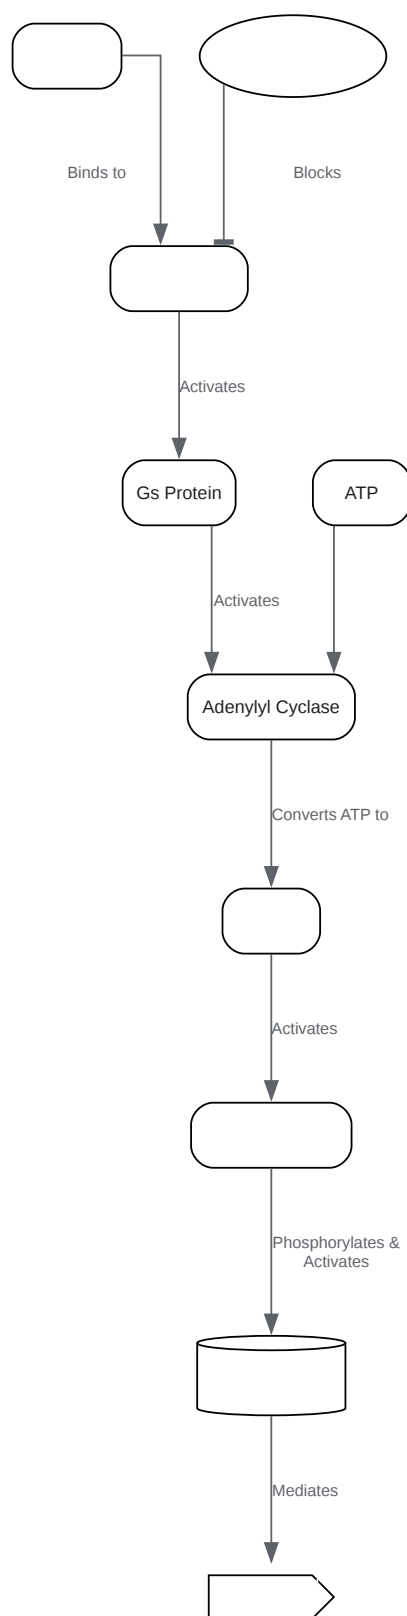 Binds to
Blocks
Activates
Gs Protein
ATP
Activates
Adenylyl Cyclase
Converts ATP to
Activates
Phosphorylates &
Activates
Mediates